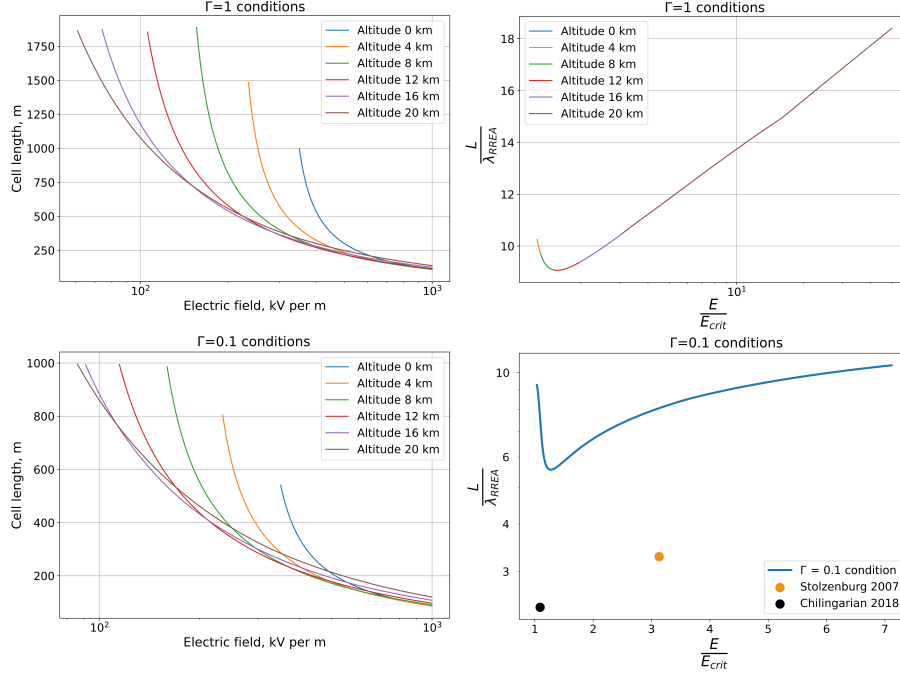 Γ=1 conditions
Cell length, m
1750
1500
1250
1000
750
500
250
Altitude 0 km
Altitude 4 km
Altitude 8 km
Altitude 12 km
Altitude 16 km
Altitude 20 km
10²
10³
Electric field, kV per m
Γ=1 conditions
L
λRREA
18
16
14
12
10
Altitude 0 km
Altitude 4 km
Altitude 8 km
Altitude 12 km
Altitude 16 km
Altitude 20 km
10¹
E
Ecrit
Γ=0.1 conditions
Cell length, m
1000
800
600
400
200
Altitude 0 km
Altitude 4 km
Altitude 8 km
Altitude 12 km
Altitude 16 km
Altitude 20 km
10²
10³
Electric field, kV per m
Γ=0.1 conditions
L
λRREA
10
6
4
3
Γ = 0.1 condition
Stolzenburg 2007
Chilingarian 2018
1 2 3 4 5 6 7
E
Ecrit